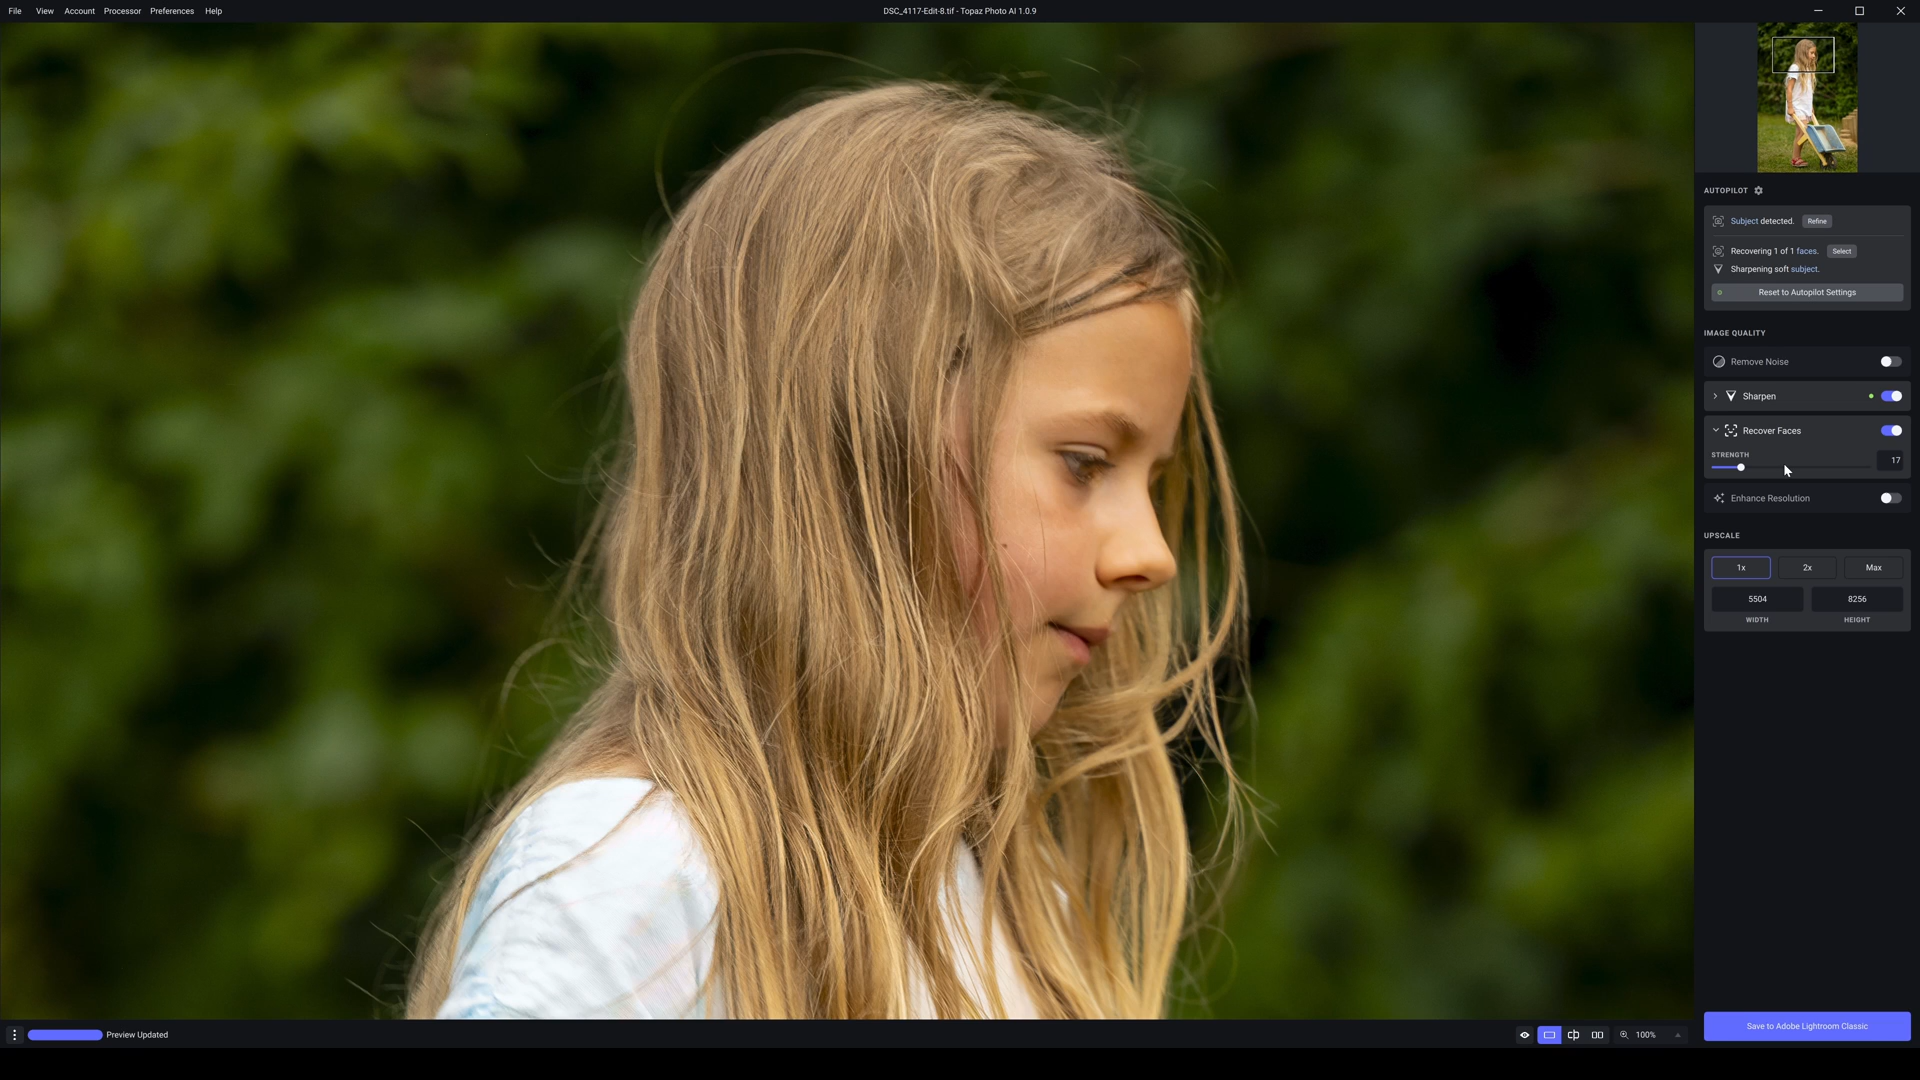 File View Account Processor Preferences Help
DSC_4117-Edit-8.tif - Topaz Photo AI 1.0.9
AUTOPILOT
Subject detected. Refine
Recovering 1 of 1 faces. Select
Sharpening soft subject.
Reset to Autopilot Settings
IMAGE QUALITY
Remove Noise
Sharpen
Recover Faces
STRENGTH
17
Enhance Resolution
UPSCALE
1x 2x Max
5504 8256
WIDTH HEIGHT
Preview Updated
100%
Save to Adobe Lightroom Classic